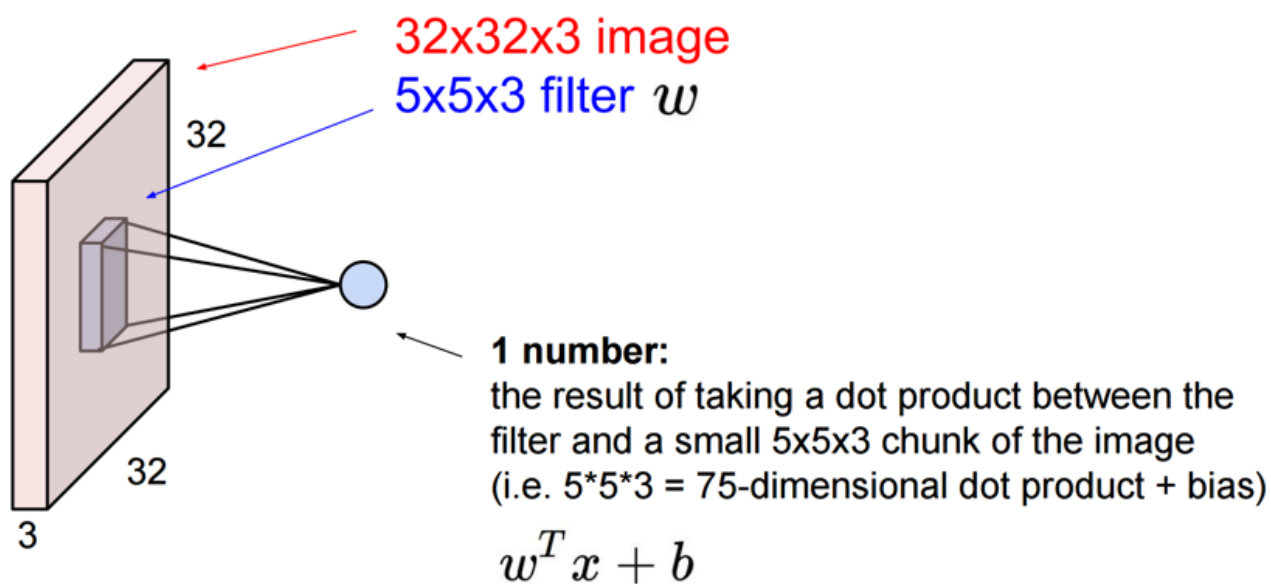 32x32x3 image
5x5x3 filter w
32
32
3
1 number:
the result of taking a dot product between the
filter and a small 5x5x3 chunk of the image
(i.e. 5*5*3 = 75-dimensional dot product + bias)
w^T x + b